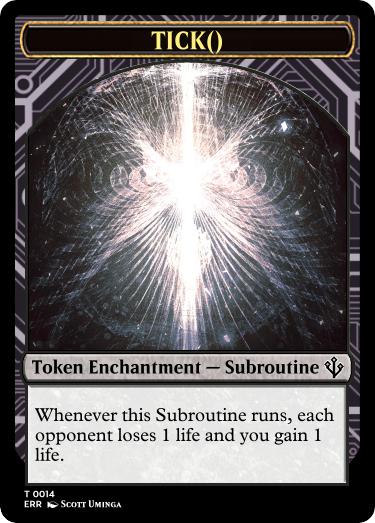 TICK()
Token Enchantment — Subroutine
Whenever this Subroutine runs, each
opponent loses 1 life and you gain 1
life.
T 0014
ERR Scott Uminga